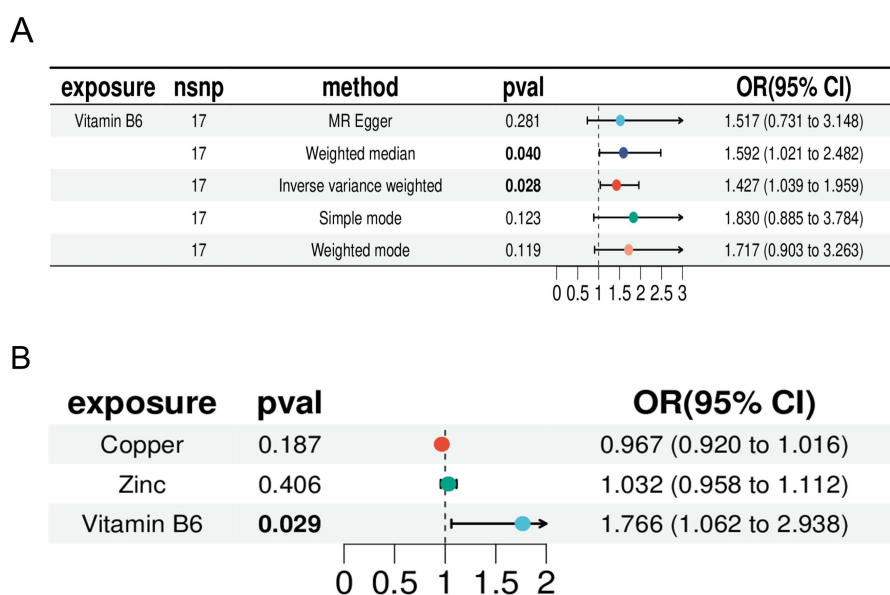 A
exposure nsnp method pval OR(95% CI)
Vitamin B6 17 MR Egger 0.281 1.517 (0.731 to 3.148)
17 Weighted median 0.040 1.592 (1.021 to 2.482)
17 Inverse variance weighted 0.028 1.427 (1.039 to 1.959)
17 Simple mode 0.123 1.830 (0.885 to 3.784)
17 Weighted mode 0.119 1.717 (0.903 to 3.263)
0 0.5 1 1.5 2 2.5 3
B
exposure pval OR(95% CI)
Copper 0.187 0.967 (0.920 to 1.016)
Zinc 0.406 1.032 (0.958 to 1.112)
Vitamin B6 0.029 1.766 (1.062 to 2.938)
0 0.5 1 1.5 2